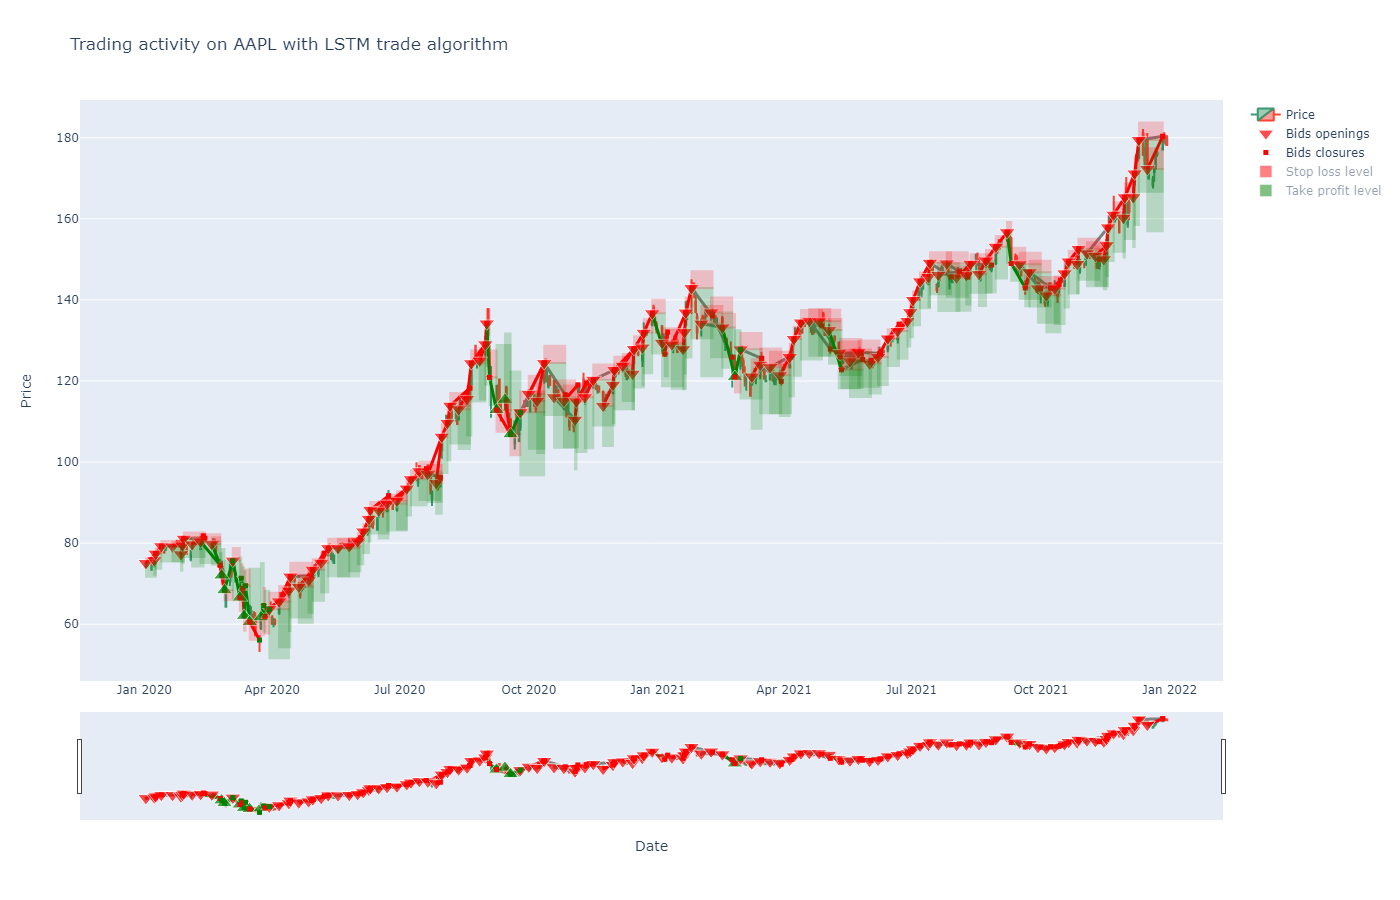 Trading activity on AAPL with LSTM trade algorithm
Price
Bids openings
Bids closures
Stop loss level
Take profit level
180
160
140
120
100
80
60
Price
Jan 2020 Apr 2020 Jul 2020 Oct 2020 Jan 2021 Apr 2021 Jul 2021 Oct 2021 Jan 2022
Date